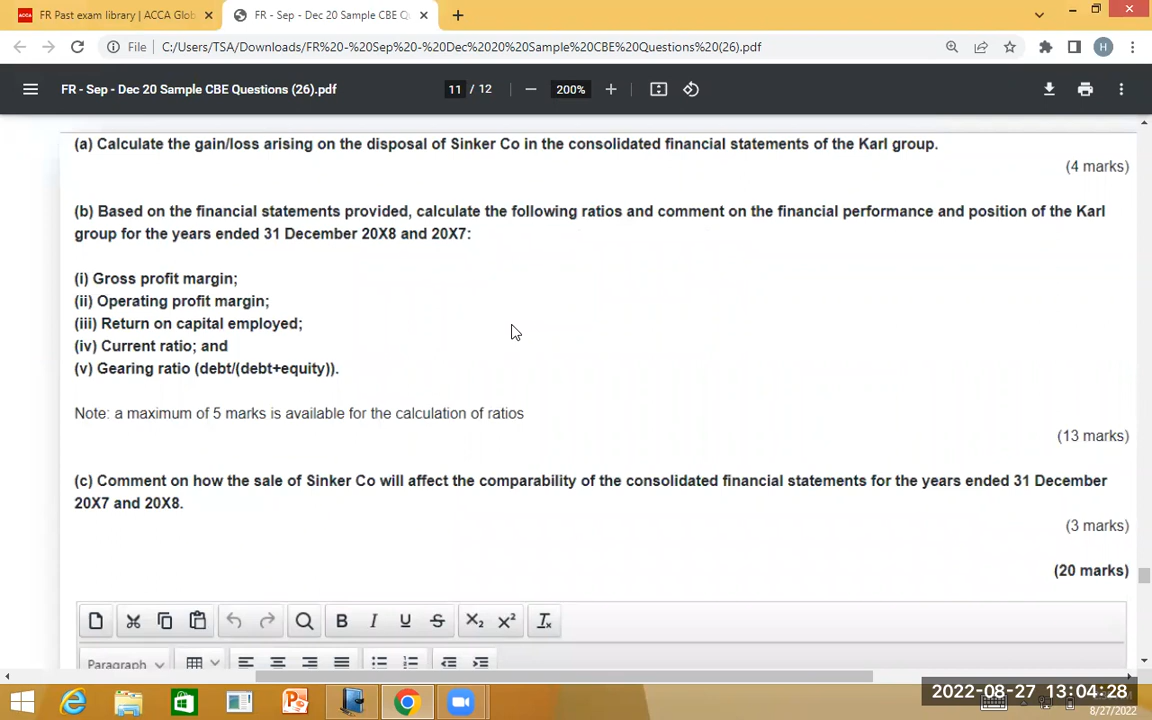 FR Past exam library | ACCA Glob
FR - Sep - Dec 20 Sample CBE Q
File
C:/Users/TSA/Downloads/FR%20-%20Sep%20-%20Dec%2020%20Sample%20CBE%20Questions%20(26).pdf
H
FR - Sep - Dec 20 Sample CBE Questions (26).pdf
11 / 12
200%
(a) Calculate the gain/loss arising on the disposal of Sinker Co in the consolidated financial statements of the Karl group.
(4 marks)
(b) Based on the financial statements provided, calculate the following ratios and comment on the financial performance and position of the Karl
group for the years ended 31 December 20X8 and 20X7:
(i) Gross profit margin;
(ii) Operating profit margin;
(iii) Return on capital employed;
(iv) Current ratio; and
(v) Gearing ratio (debt/(debt+equity)).
Note: a maximum of 5 marks is available for the calculation of ratios
(13 marks)
(c) Comment on how the sale of Sinker Co will affect the comparability of the consolidated financial statements for the years ended 31 December
20X7 and 20X8.
(3 marks)
(20 marks)
B I U S X₂ X² Tx
Paragraph
2022-08-27 13:04:28
8/27/2022